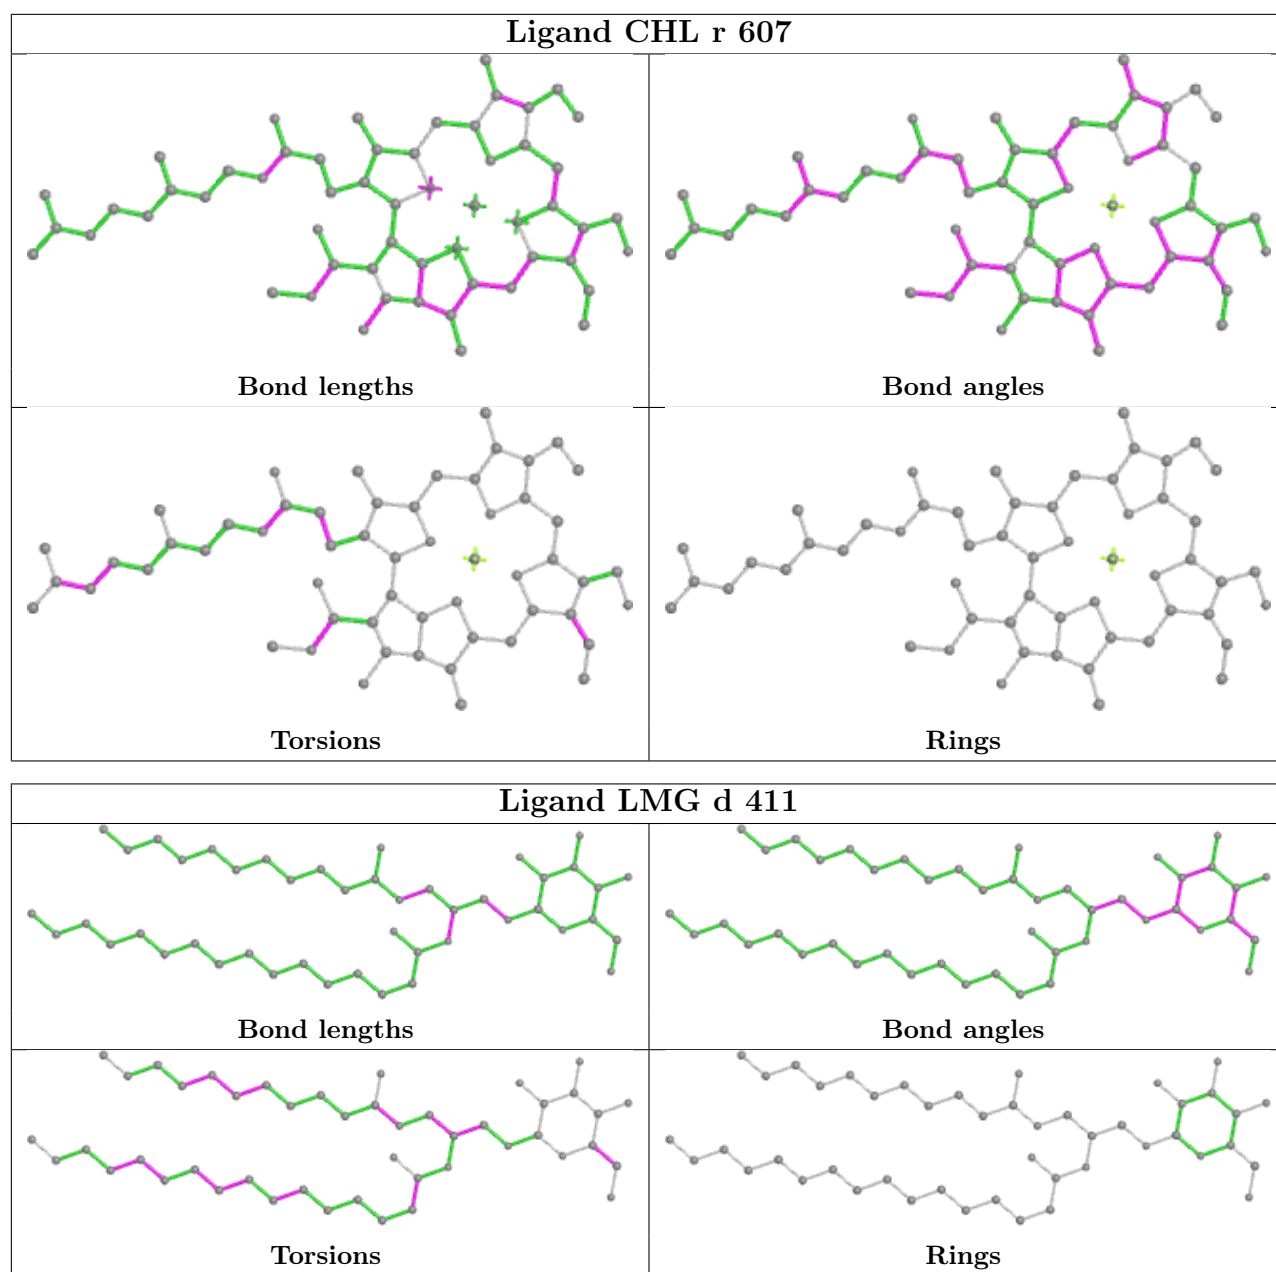 Ligand CHL r 607
Bond lengths
Bond angles
Torsions
Rings
Ligand LMG d 411
Bond lengths
Bond angles
Torsions
Rings